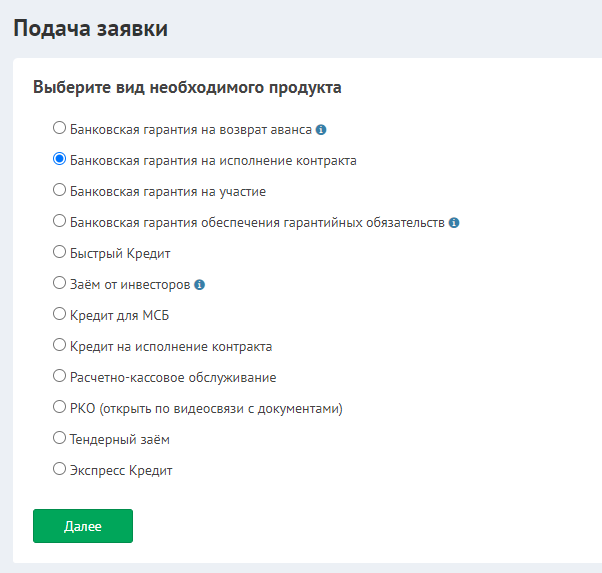 Подача заявки
Выберите вид необходимого продукта
Банковская гарантия на возврат аванса
Банковская гарантия на исполнение контракта
Банковская гарантия на участие
Банковская гарантия обеспечения гарантийных обязательств
Быстрый Кредит
Заём от инвесторов
Кредит для МСБ
Кредит на исполнение контракта
Расчетно-кассовое обслуживание
РКО (открыть по видеосвязи с документами)
Тендерный заём
Экспресс Кредит
Далее